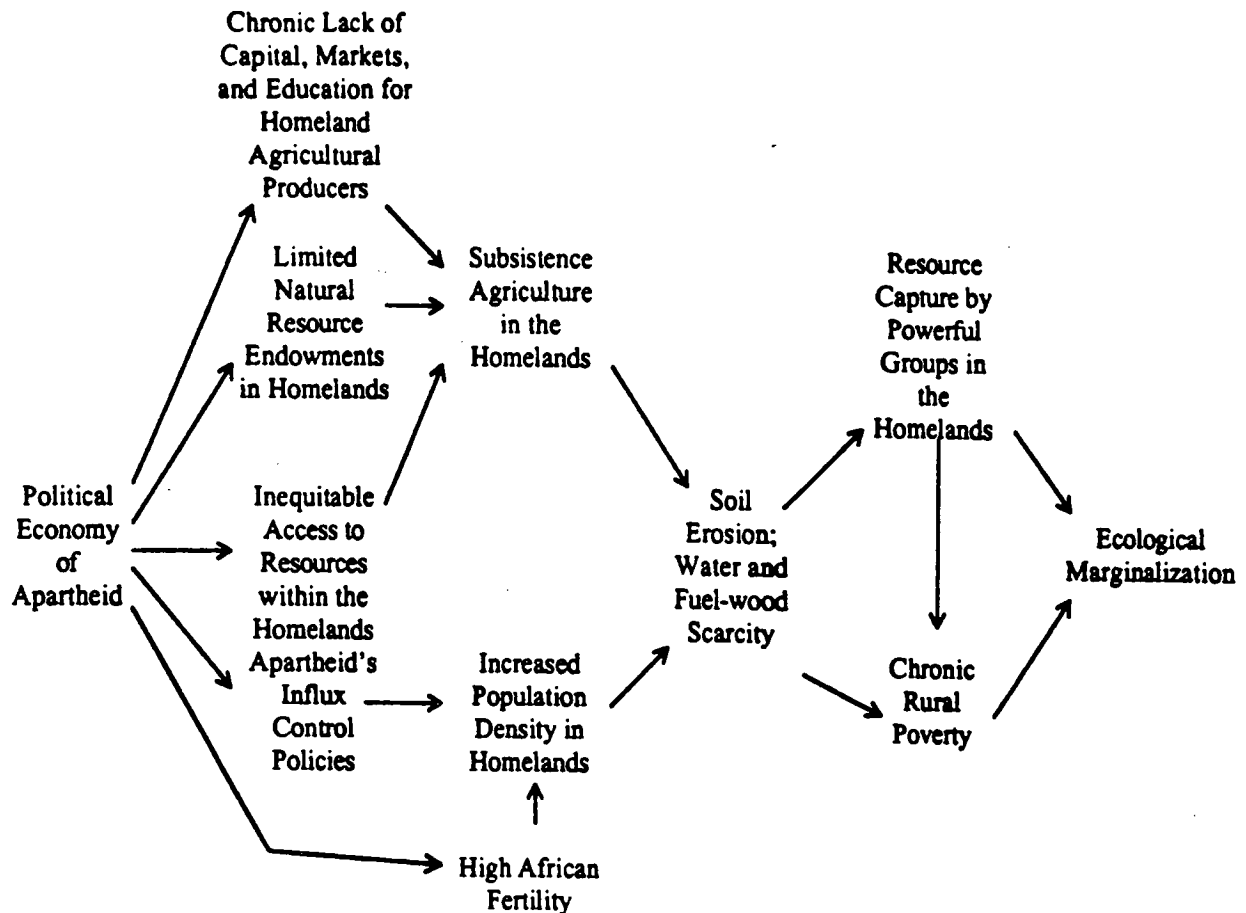 Chronic Lack of
Capital, Markets,
and Education for
Homeland
Agricultural
Producers
Limited
Natural
Resource
Endowments
in Homelands
Subsistence
Agriculture
in the
Homelands
Resource
Capture by
Powerful
Groups in
the
Homelands
Political
Economy
of
Apartheid
Inequitable
Access to
Resources
within the
Homelands
Apartheid's
Influx
Control
Policies
Increased
Population
Density in
Homelands
Soil
Erosion;
Water and
Fuel-wood
Scarcity
Chronic
Rural
Poverty
Ecological
Marginalization
High African
Fertility